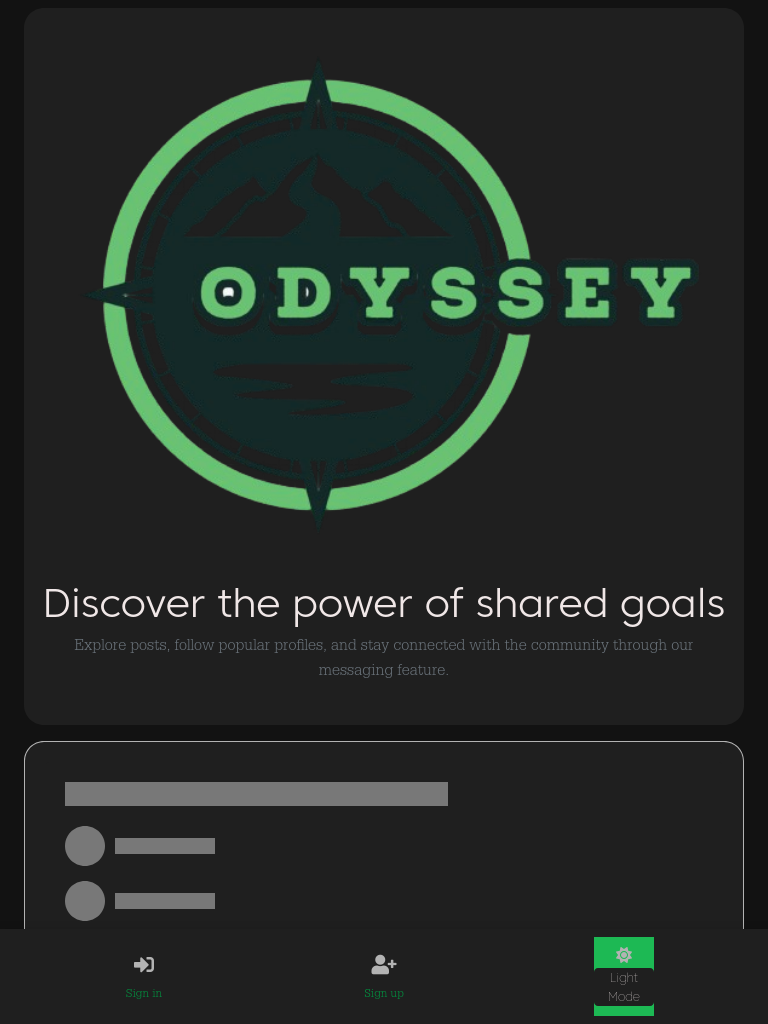 ODYSSEY
Discover the power of shared goals
Explore posts, follow popular profiles, and stay connected with the community through our
messaging feature.
Sign in
Sign up
Light
Mode